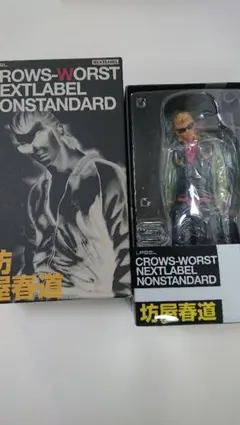 CROWS-WORST
NEXTLABEL
NONSTANDARD
坊
屋春道
CROWS-WORST
NEXTLABEL
NONSTANDARD
坊屋春道